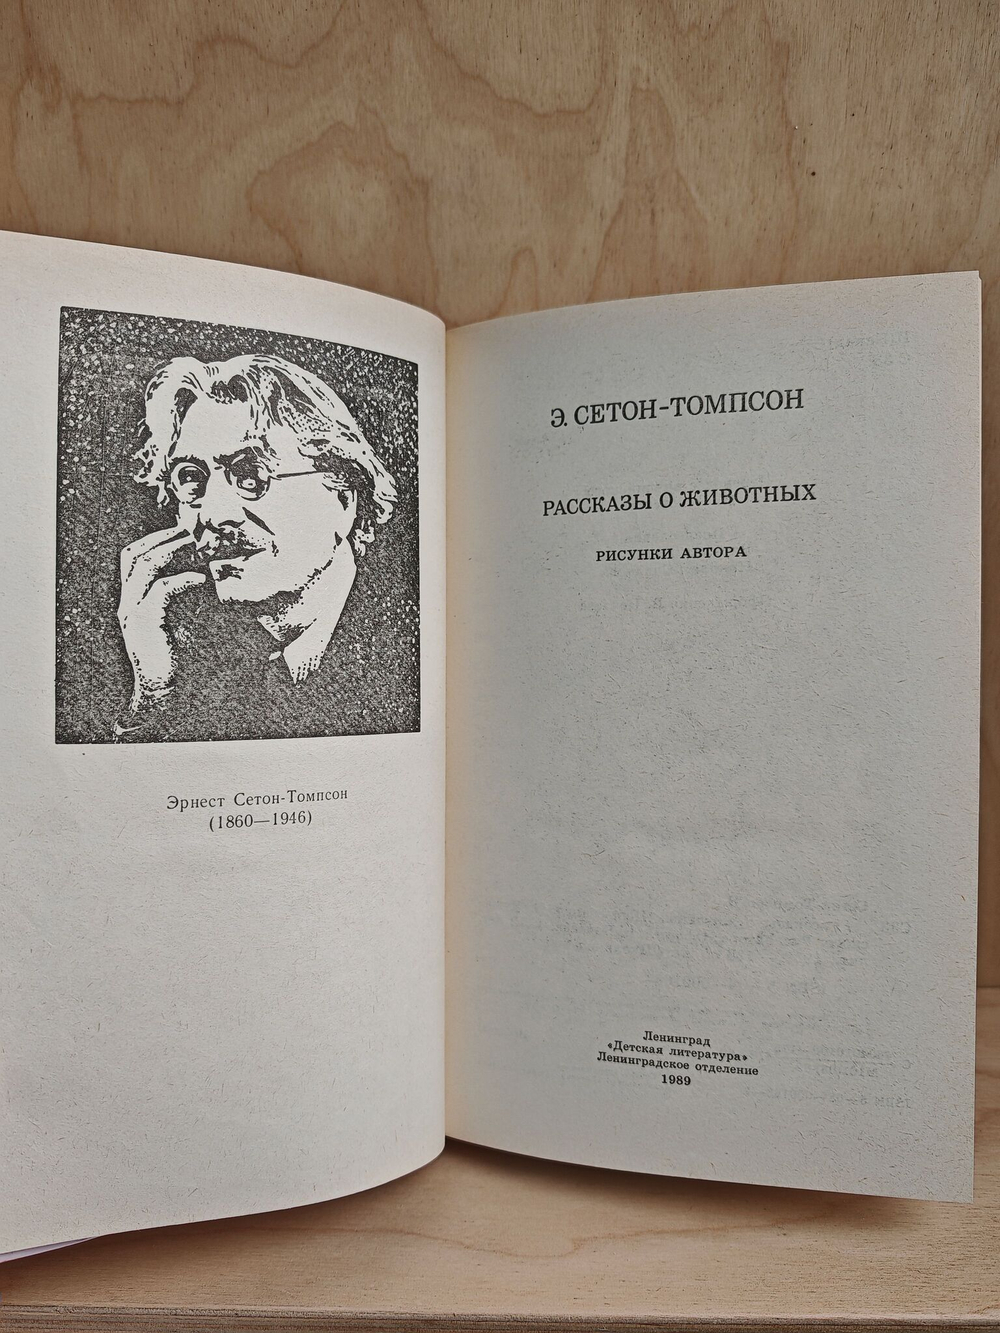 Эрнест Сетон-Томпсон
(1860—1946)
Э. СЕТОН-ТОМПСОН
РАССКАЗЫ О ЖИВОТНЫХ
РИСУНКИ АВТОРА
Ленинград
«Детская литература»
Ленинградское отделение
1989